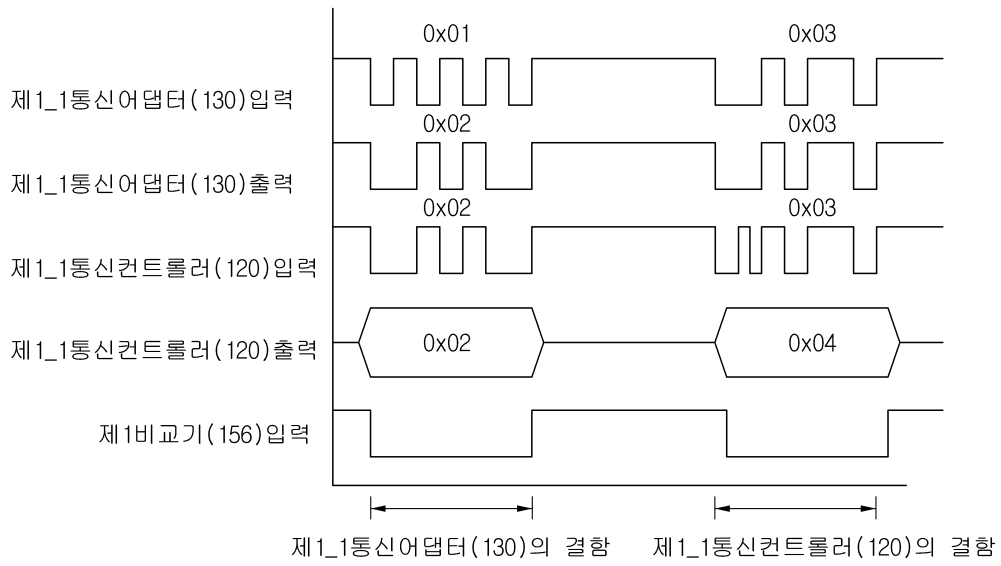 0x01 0x03
제1_1통신어댑터(130)입력
0x02 0x03
제1_1통신어댑터(130)출력
0x02 0x03
제1_1통신컨트롤러(120)입력
제1_1통신컨트롤러(120)출력 0x02 0x04
제1비교기(156)입력
제1_1통신어댑터(130)의 결함 제1_1통신컨트롤러(120)의 결함